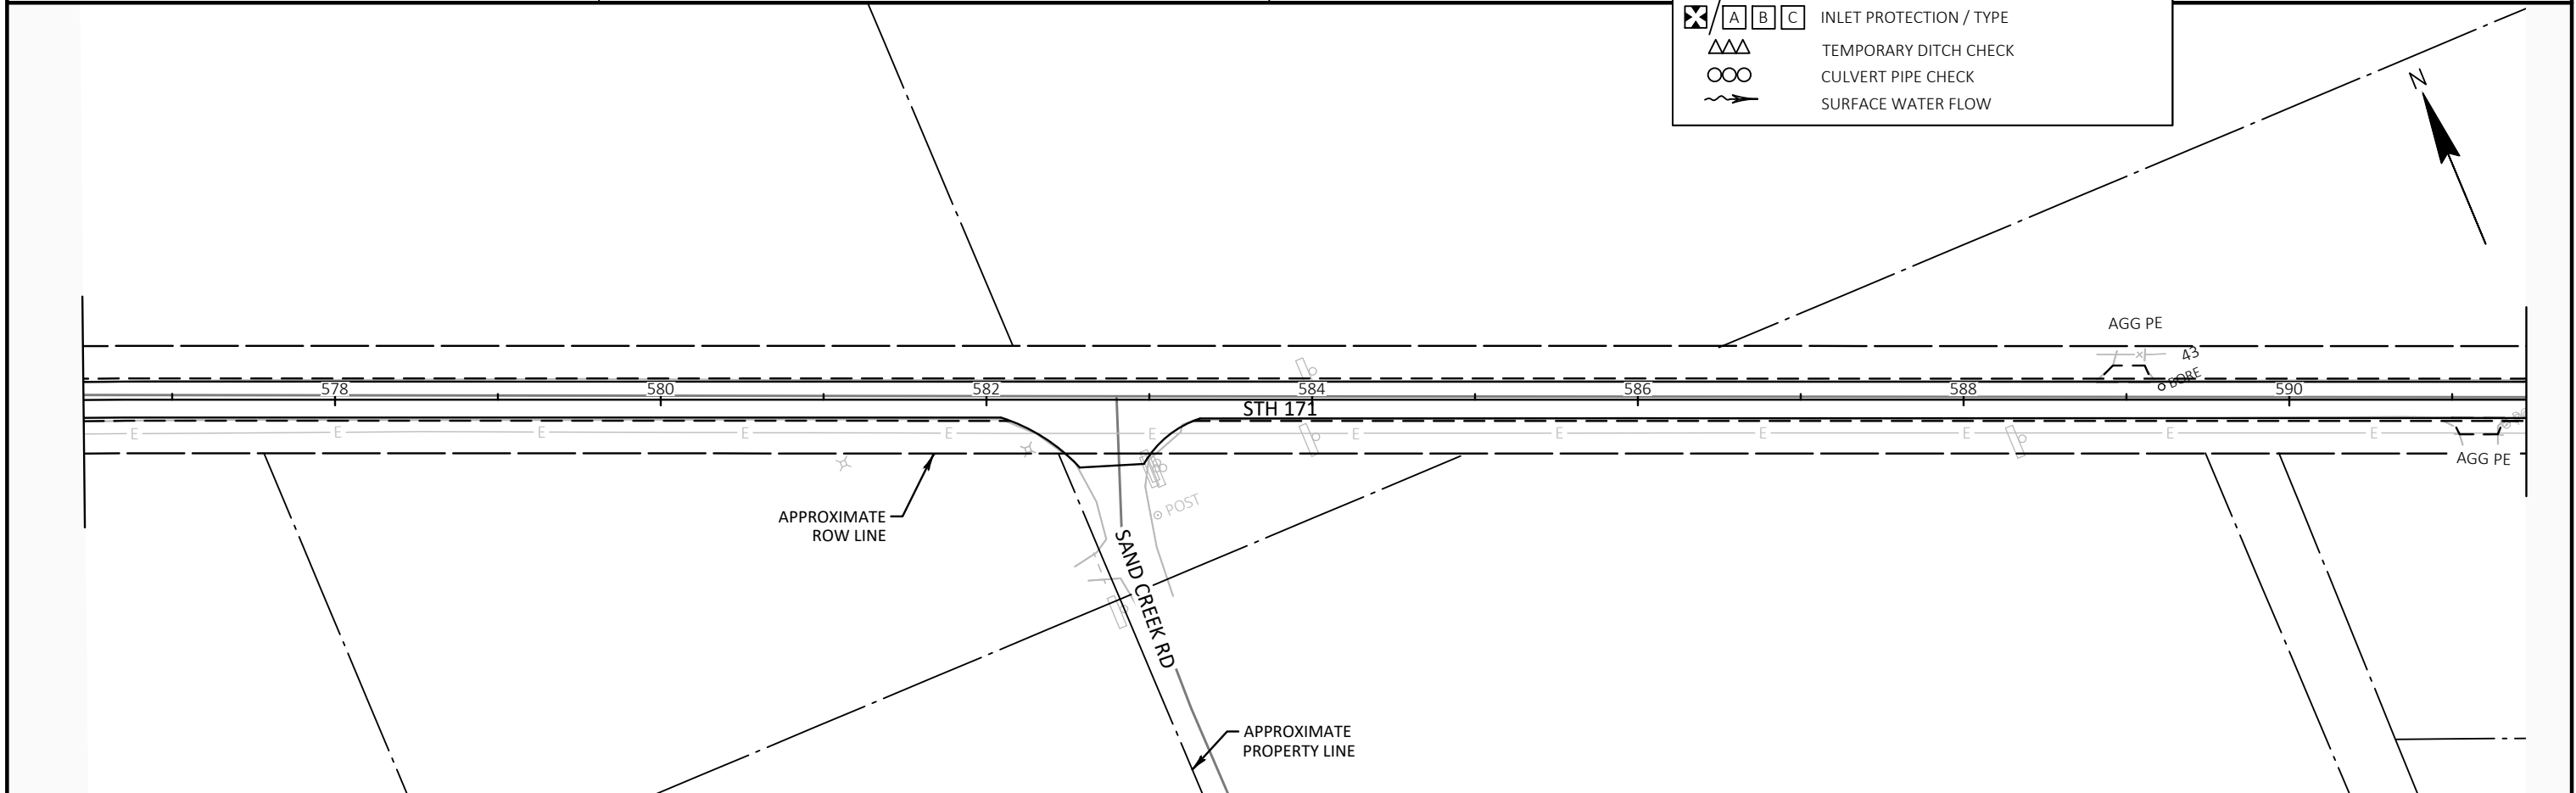 A B C INLET PROTECTION / TYPE
TEMPORARY DITCH CHECK
CULVERT PIPE CHECK
SURFACE WATER FLOW
N
AGG PE
43
BORE
578 580 582 584 586 588 590
STH 171
E E E E E E E E E E E E
AGG PE
POST
APPROXIMATE
ROW LINE
SAND CREEK RD
APPROXIMATE
PROPERTY LINE